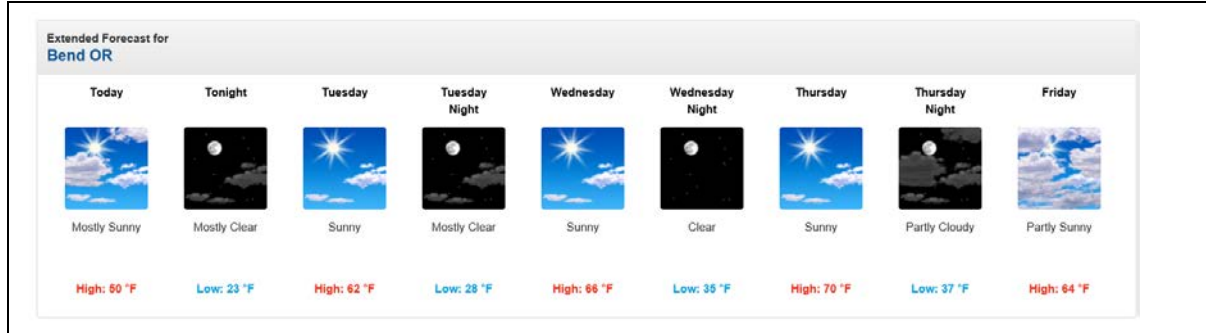 Extended Forecast for
Bend OR
Today
Tonight
Tuesday
Tuesday
Night
Wednesday
Wednesday
Night
Thursday
Thursday
Night
Friday
Mostly Sunny
Mostly Clear
Sunny
Mostly Clear
Sunny
Clear
Sunny
Partly Cloudy
Partly Sunny
High: 50 °F
Low: 23 °F
High: 62 °F
Low: 28 °F
High: 66 °F
Low: 35 °F
High: 70 °F
Low: 37 °F
High: 64 °F